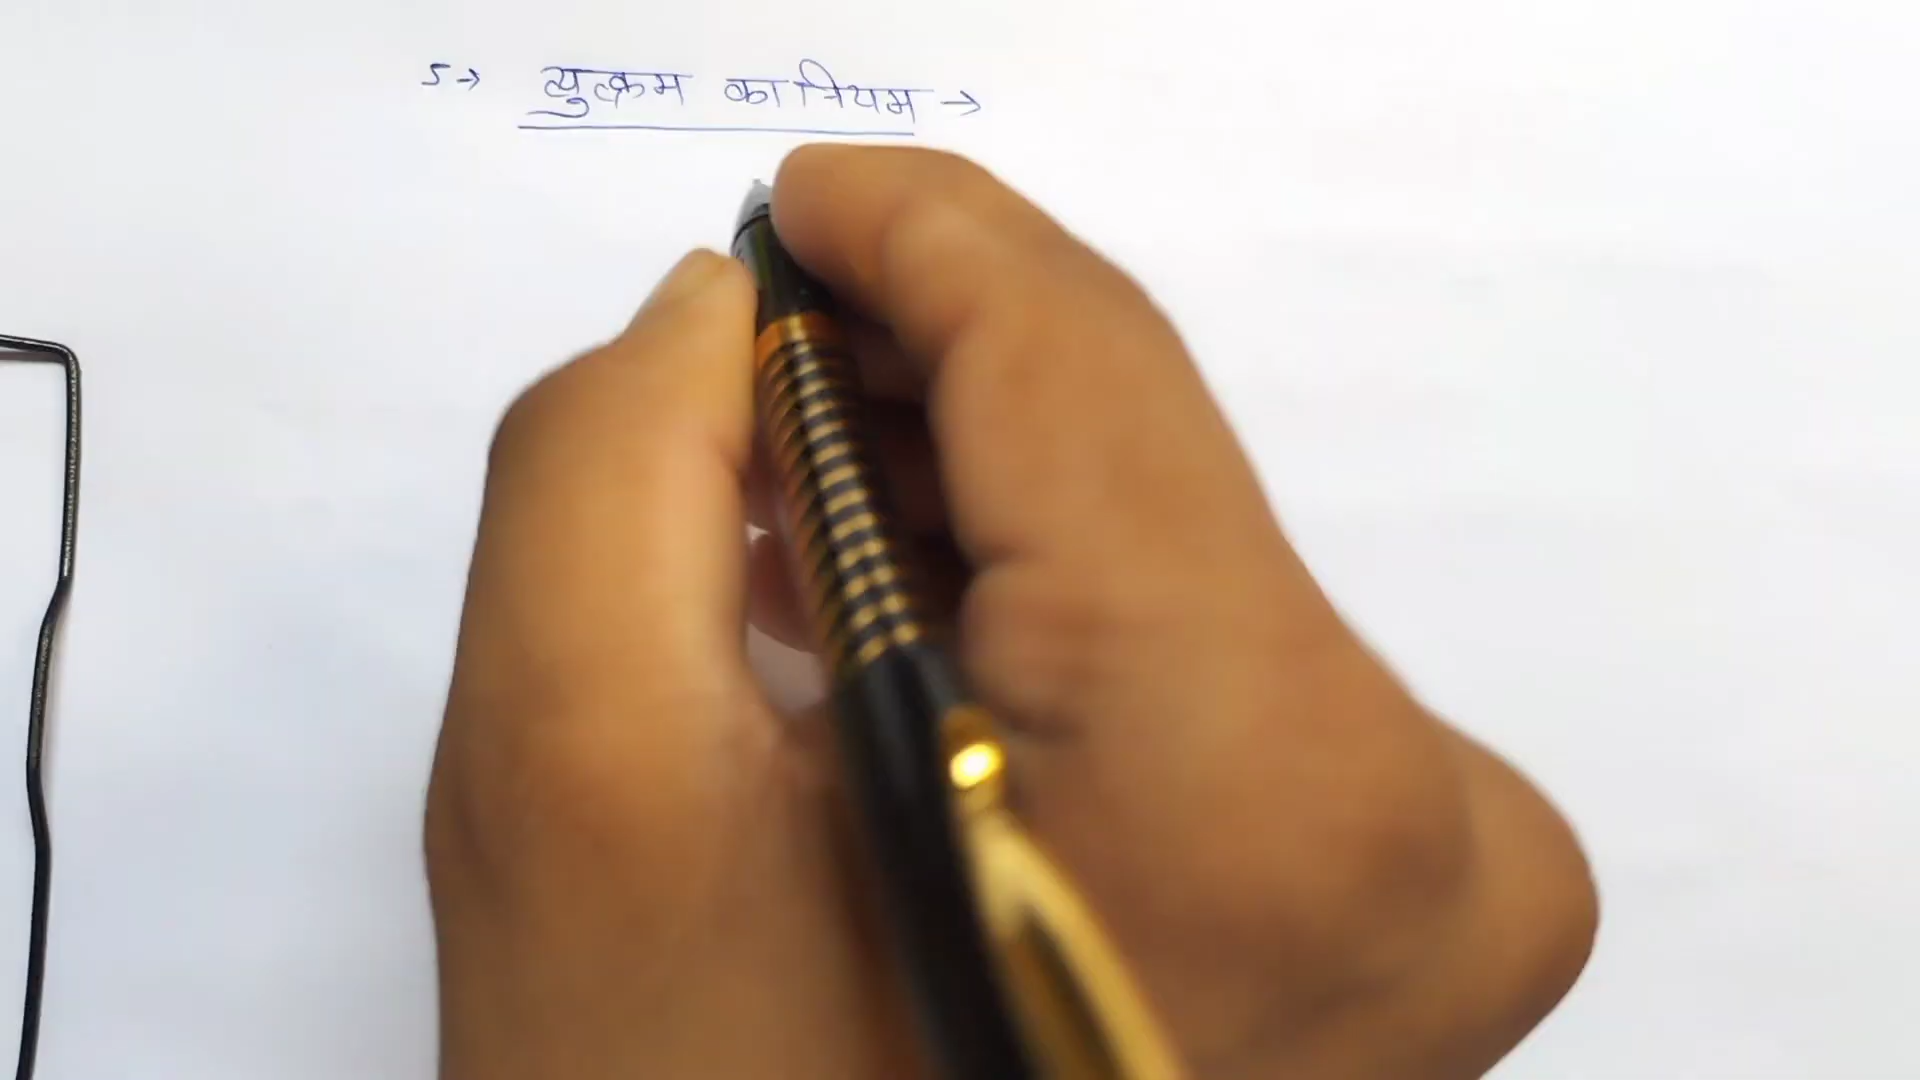 5→ व्युत्क्रम का नियम →